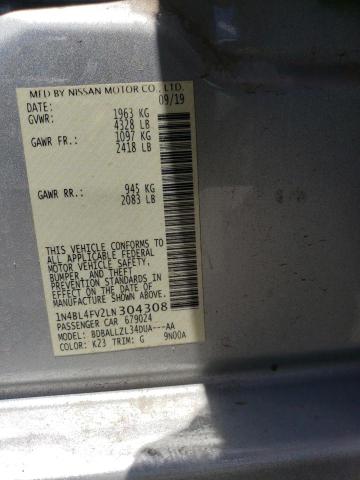 MFD BY NISSAN MOTOR CO., LTD.
DATE: 09/19
GVWR: 1963 KG
4328 LB
GAWR FR.: 1097 KG
2418 LB
GAWR RR.: 945 KG
2083 LB
THIS VEHICLE CONFORMS TO
ALL APPLICABLE FEDERAL
MOTOR VEHICLE SAFETY,
BUMPER, AND THEFT
PREVENTION STANDARDS IN
EFFECT ON THE DATE OF
MANUFACTURE SHOWN ABOVE.
1N4BL4FV2LN304308
PASSENGER CAR 679024
MODEL: BDBALLZL34DUA---AA
COLOR: K23 TRIM: G 9N00A